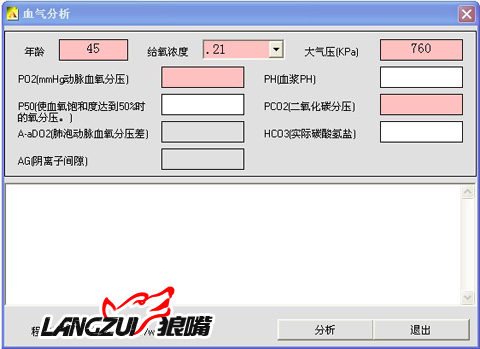 血气分析
年龄 45 给氧浓度 .21 大气压(KPa) 760
PO2(mmHg动脉血氧分压) PH(血浆PH)
P50(使血氧饱和度达到50%时的氧分压。) PCO2(二氧化碳分压)
A-aDO2(肺泡动脉血氧分压差) HCO3(实际碳酸氢盐)
AG(阴离子间隙)
程
LANGZUI 狼嘴
分析 退出